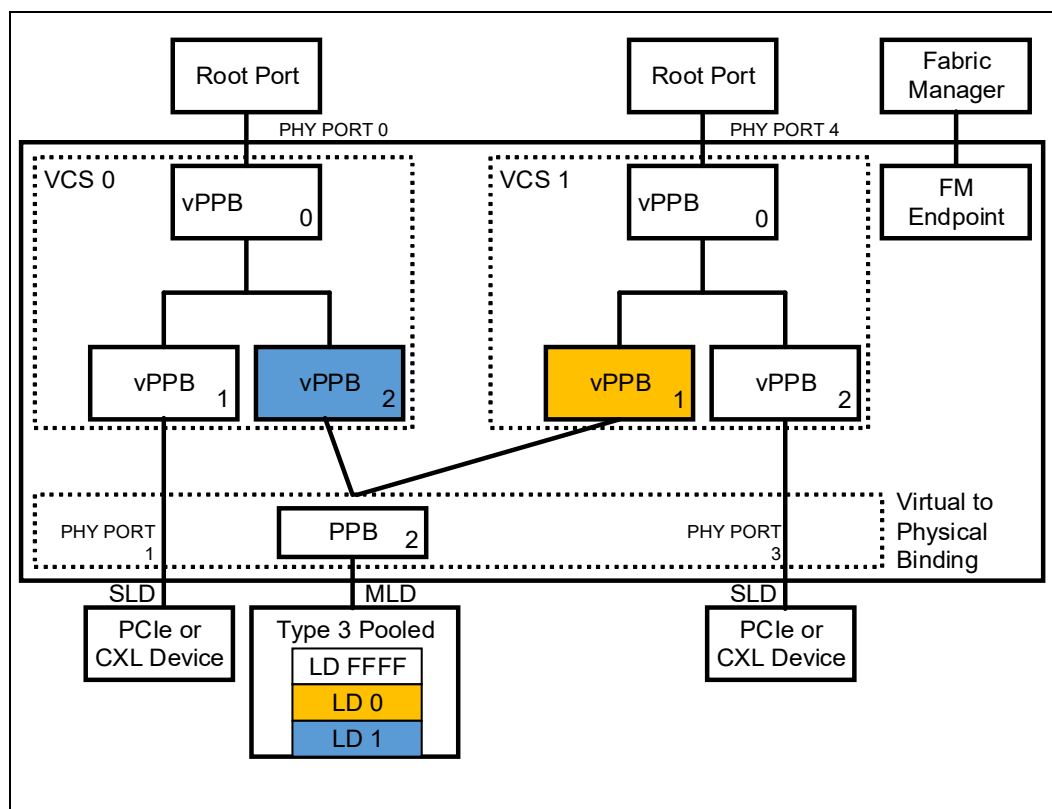 Root Port
Root Port
Fabric
Manager
PHY PORT 0
PHY PORT 4
VCS 0
vPPB
0
VCS 1
vPPB
0
FM
Endpoint
vPPB
1
vPPB
2
vPPB
1
vPPB
2
PHY PORT
1
PPB
2
PHY PORT
3
Virtual to
Physical
Binding
SLD
MLD
SLD
PCIe or
CXL Device
Type 3 Pooled
LD FFFF
LD 0
LD 1
PCIe or
CXL Device